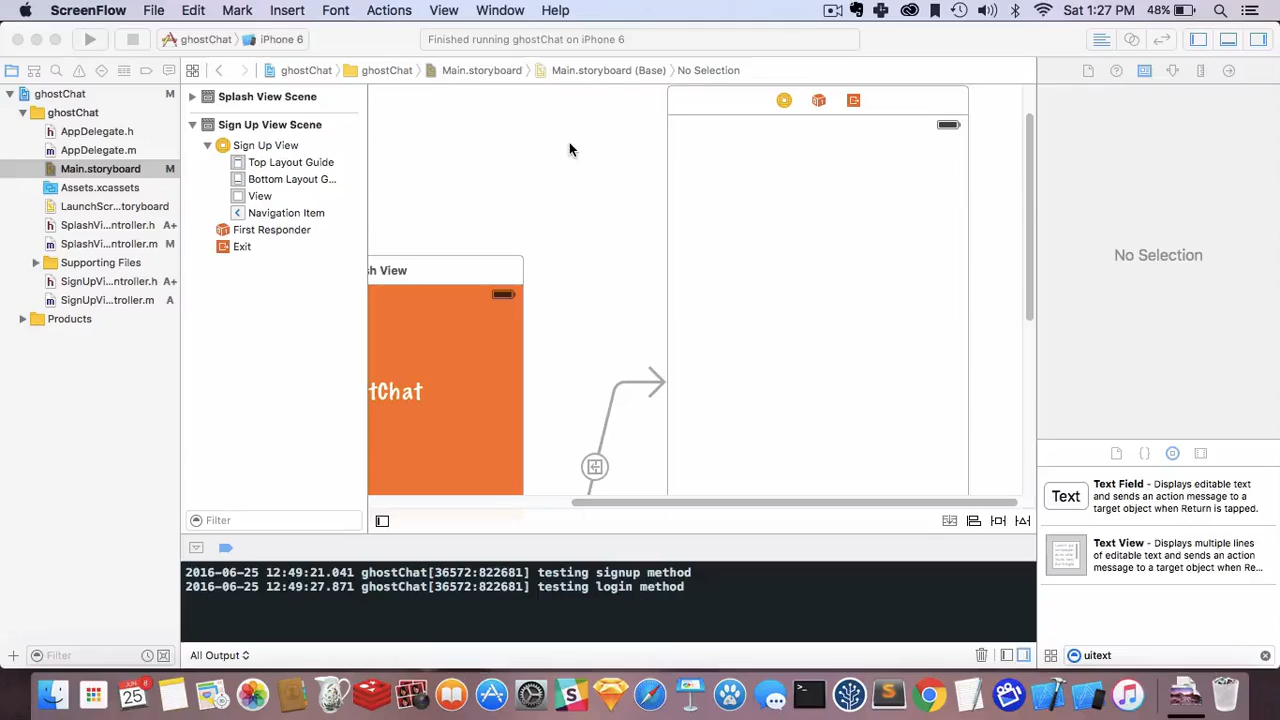 ScreenFlow File Edit Mark Insert Font Actions View Window Help Sat 1:27 PM 48%
ghostChat iPhone 6 Finished running ghostChat on iPhone 6
ghostChat ghostChat Main.storyboard Main.storyboard (Base) No Selection
ghostChat M
ghostChat
AppDelegate.h
AppDelegate.m
Main.storyboard M
Assets.xcassets
LaunchScr...toryboard
SplashVi...ntroller.h A+
SplashVi...ntroller.m M
Supporting Files
SignUpVi...ntroller.h A+
SignUpVi...troller.m A
Products
Filter
Splash View Scene
Sign Up View Scene
Sign Up View
Top Layout Guide
Bottom Layout G...
View
Navigation Item
First Responder
Exit
Filter
sh View
tChat
No Selection
Text
Text Field - Displays editable text
and sends an action message to a
target object when Return is tapped.
Text View - Displays multiple lines
of editable text and sends an action
message to a target object when Re...
uitext
2016-06-25 12:49:21.041 ghostChat[36572:822681] testing signup method
2016-06-25 12:49:27.871 ghostChat[36572:822681] testing login method
All Output
JUN
25
8